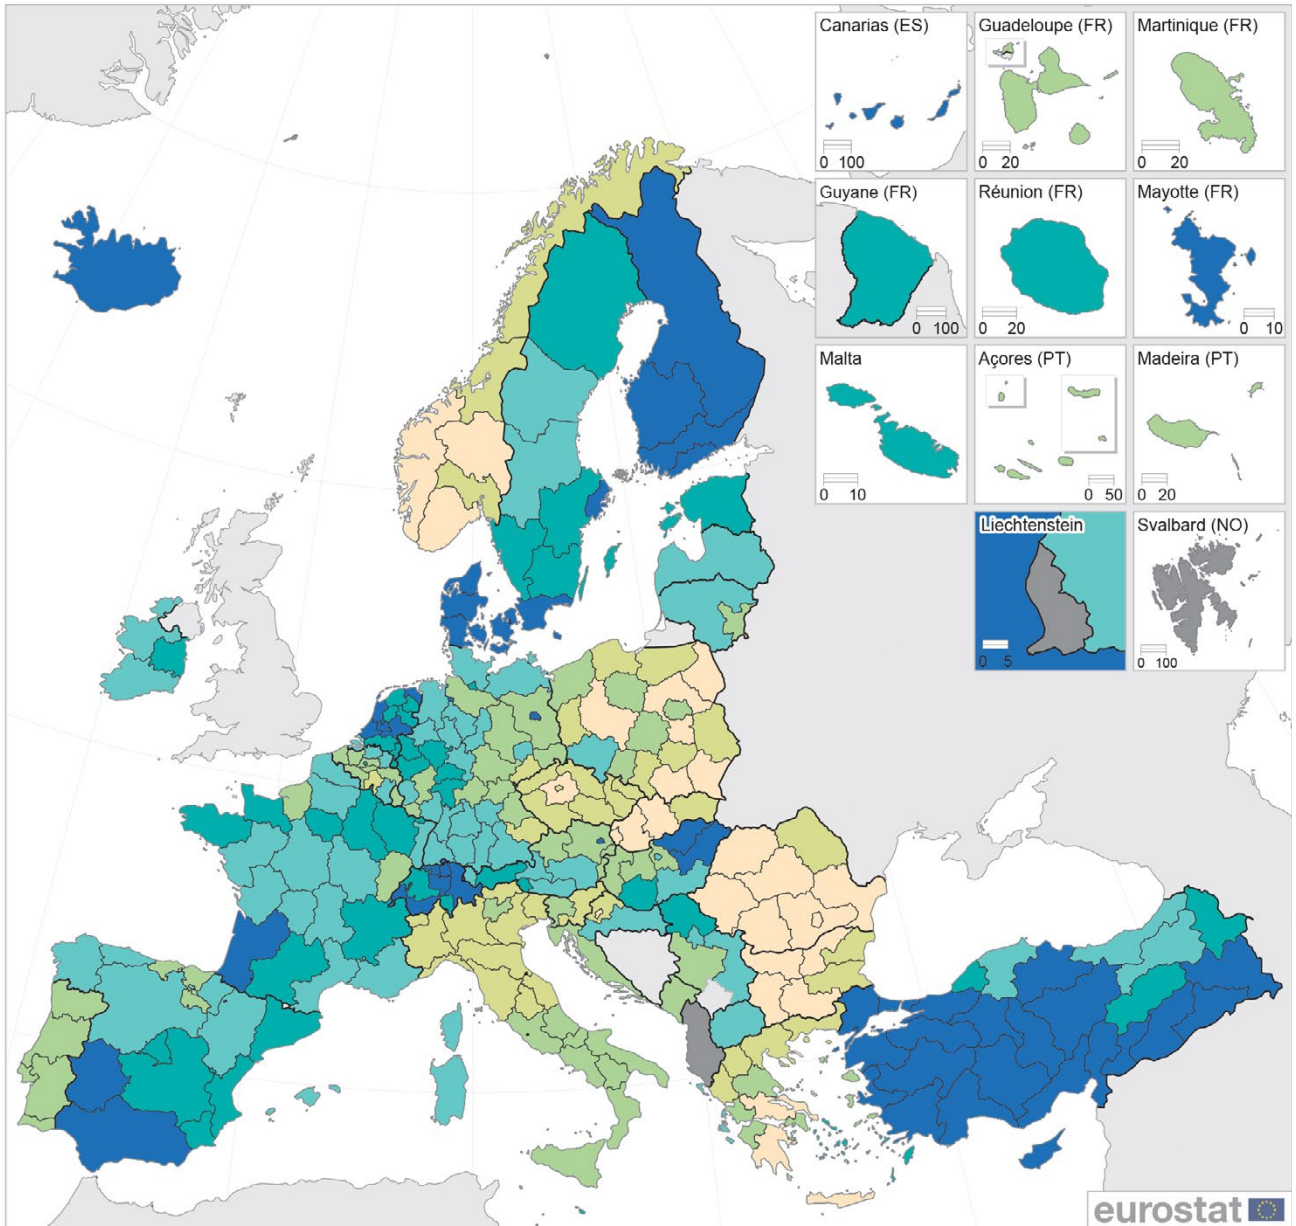 Canarias (ES)
0 100
Guadeloupe (FR)
0 20
Martinique (FR)
0 20
Guyane (FR)
0 100
Réunion (FR)
0 20
Mayotte (FR)
0 10
Malta
0 10
Açores (PT)
0 50
Madeira (PT)
0 20
Liechtenstein
0 5
Svalbard (NO)
0 100
eurostat